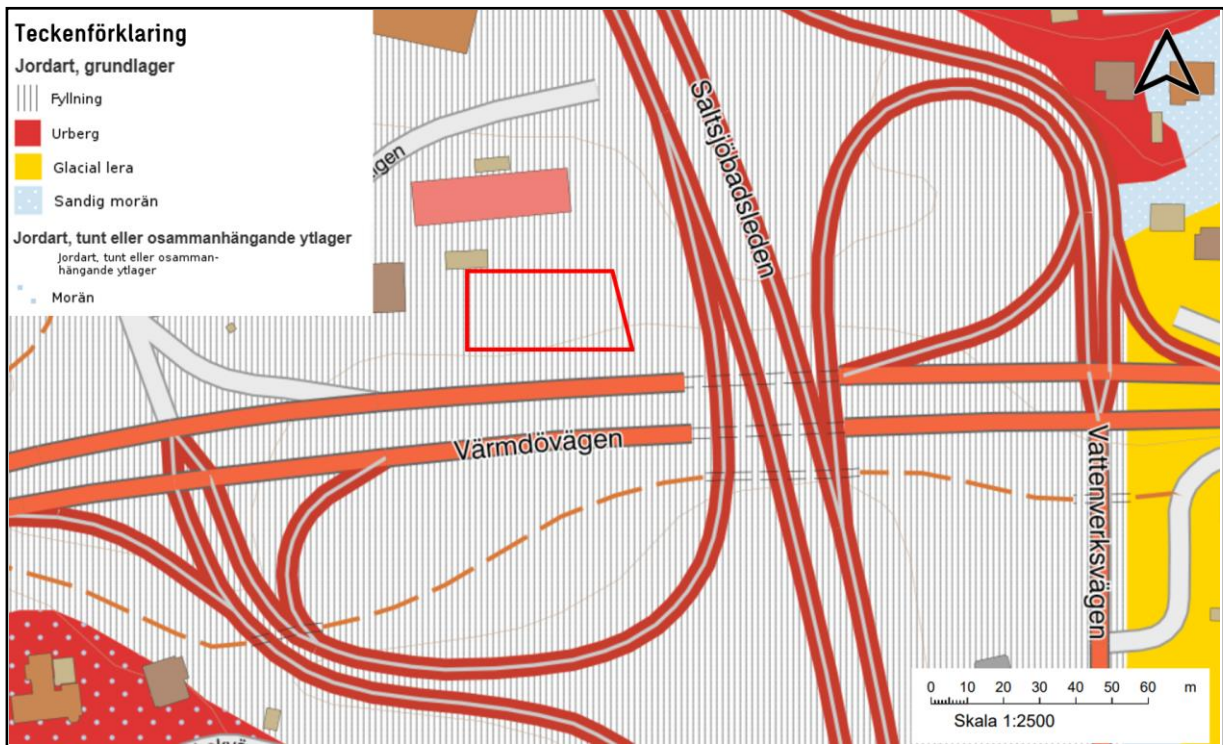 Teckenförklaring
Jordart, grundlager
Fyllning
Urberg
Glacial lera
Sandig morän
Jordart, tunt eller osammanhängande ytlager
Jordart, tunt eller osamman-
hängande ytlager
Morän
Saltsjöbadsleden
Värmdövägen
Vattenverksvägen
0 10 20 30 40 50 60 m
Skala 1:2500